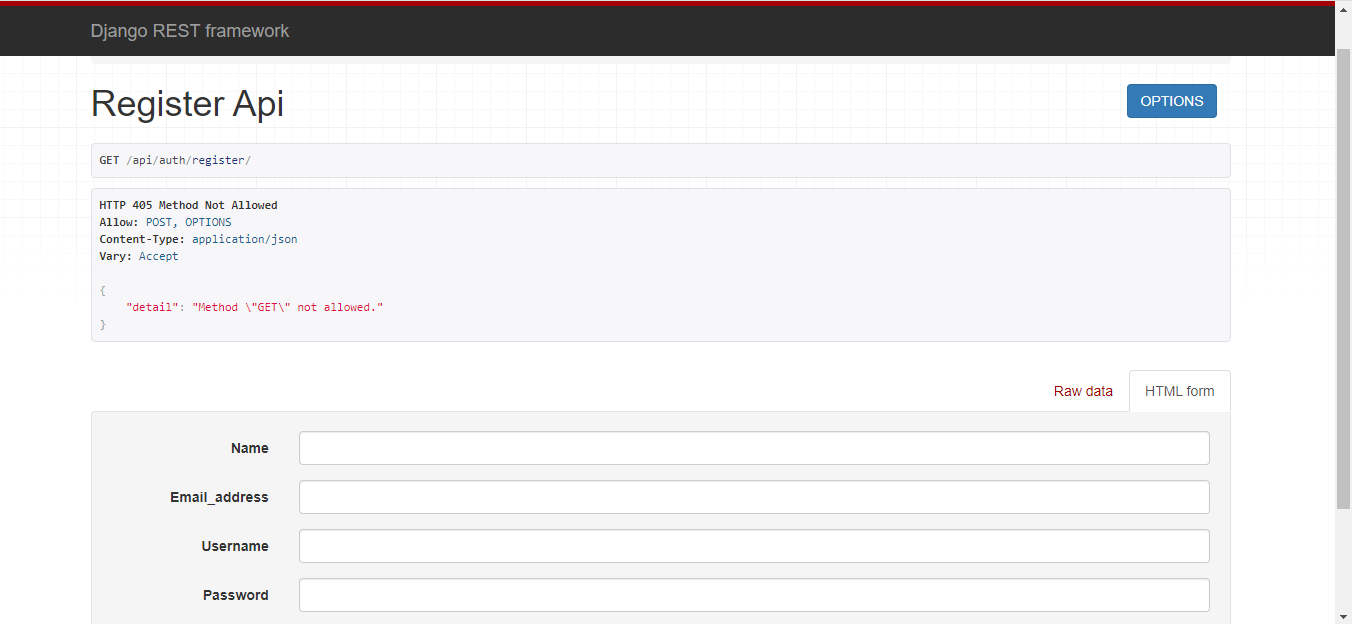 Django REST framework
Register Api
OPTIONS
GET /api/auth/register/
HTTP 405 Method Not Allowed
Allow: POST, OPTIONS
Content-Type: application/json
Vary: Accept
{
"detail": "Method \"GET\" not allowed."
}
Raw data
HTML form
Name
Email_address
Username
Password